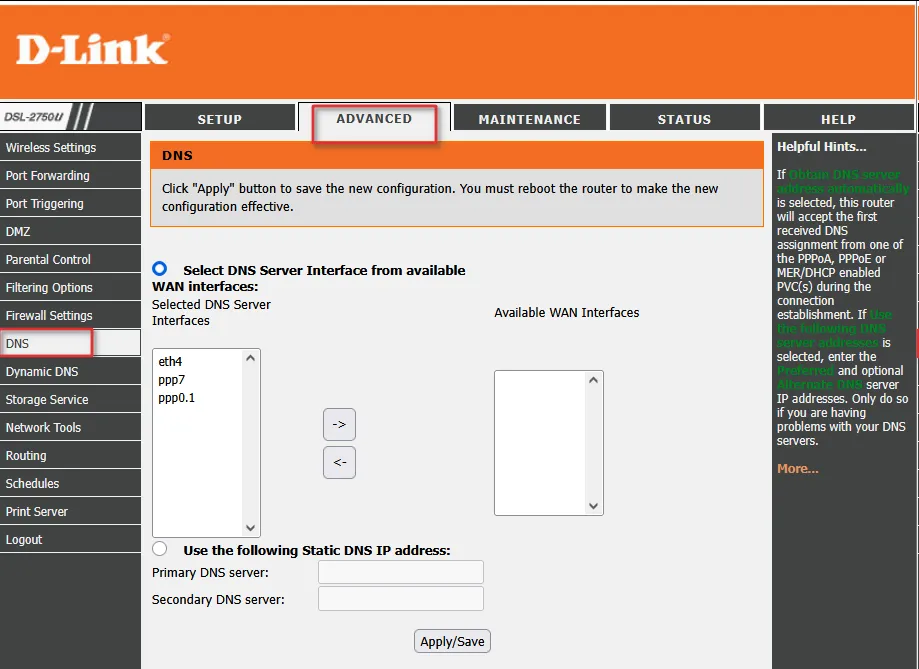 D-Link®
DSL-2750U
SETUP
ADVANCED
MAINTENANCE
STATUS
HELP
Wireless Settings
Port Forwarding
Port Triggering
DMZ
Parental Control
Filtering Options
Firewall Settings
DNS
Dynamic DNS
Storage Service
Network Tools
Routing
Schedules
Print Server
Logout
DNS
Click "Apply" button to save the new configuration. You must reboot the router to make the new
configuration effective.
Select DNS Server Interface from available
WAN interfaces:
Selected DNS Server
Interfaces
Available WAN Interfaces
eth4
ppp7
ppp0.1
->
<-
Use the following Static DNS IP address:
Primary DNS server:
Secondary DNS server:
Apply/Save
Helpful Hints...
If Obtain DNS server
address automatically
is selected, this router
will accept the first
received DNS
assignment from one of
the PPPoA, PPPoE or
MER/DHCP enabled
PVC(s) during the
connection
establishment. If Use
the following DNS
server addresses is
selected, enter the
Preferred and optional
Alternate DNS server
IP addresses. Only do so
if you are having
problems with your DNS
servers.
More...